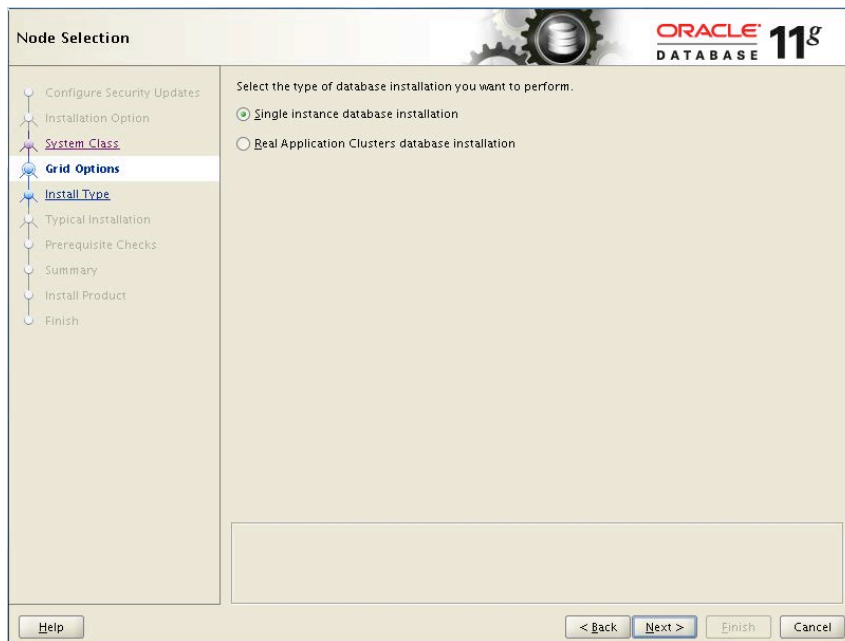 Node Selection
ORACLE
DATABASE
11g
Configure Security Updates
Installation Option
System Class
Grid Options
Install Type
Typical Installation
Prerequisite Checks
Summary
Install Product
Finish
Select the type of database installation you want to perform.
Single instance database installation
Real Application Clusters database installation
Help
< Back
Next >
Finish
Cancel